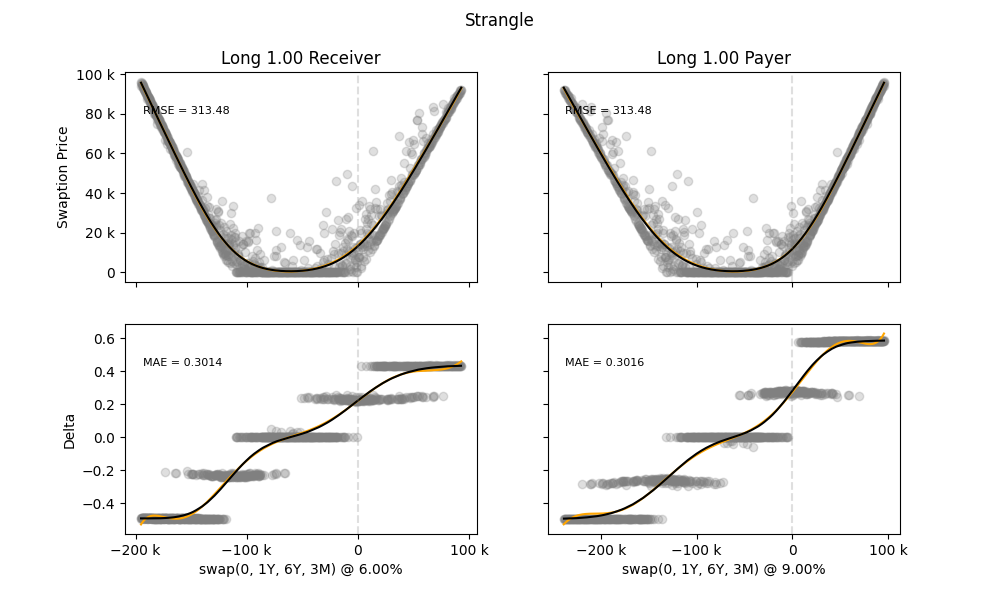 Strangle
Long 1.00 Receiver
Long 1.00 Payer
100 k
80 k
60 k
40 k
20 k
0
Swaption Price
RMSE = 313.48
RMSE = 313.48
0.6
0.4
0.2
0.0
−0.2
−0.4
Delta
MAE = 0.3014
MAE = 0.3016
−200 k
−100 k
0
100 k
−200 k
−100 k
0
100 k
swap(0, 1Y, 6Y, 3M) @ 6.00%
swap(0, 1Y, 6Y, 3M) @ 9.00%